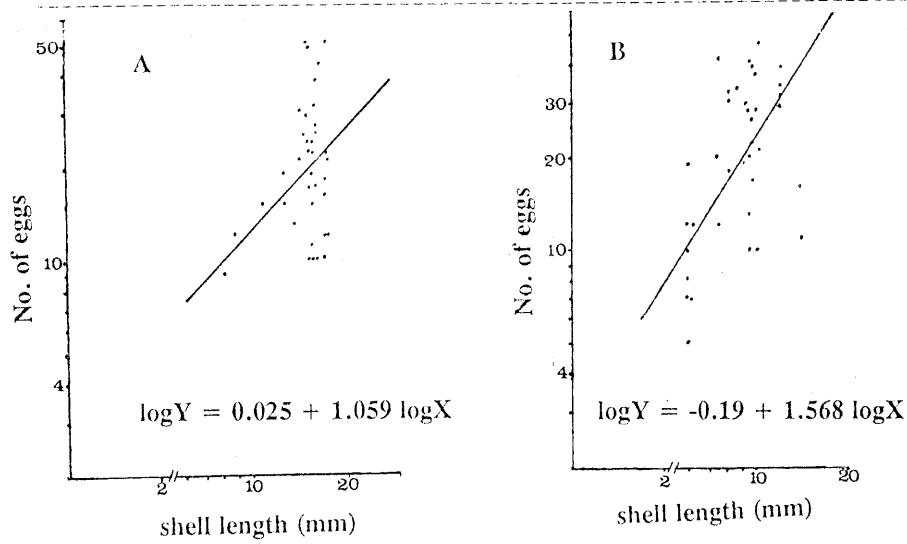 A
50
10
4
No. of eggs
logY = 0.025 + 1.059 logX
2
10
20
shell length (mm)
B
30
20
10
4
No. of eggs
logY = -0.19 + 1.568 logX
2
10
20
shell length (mm)